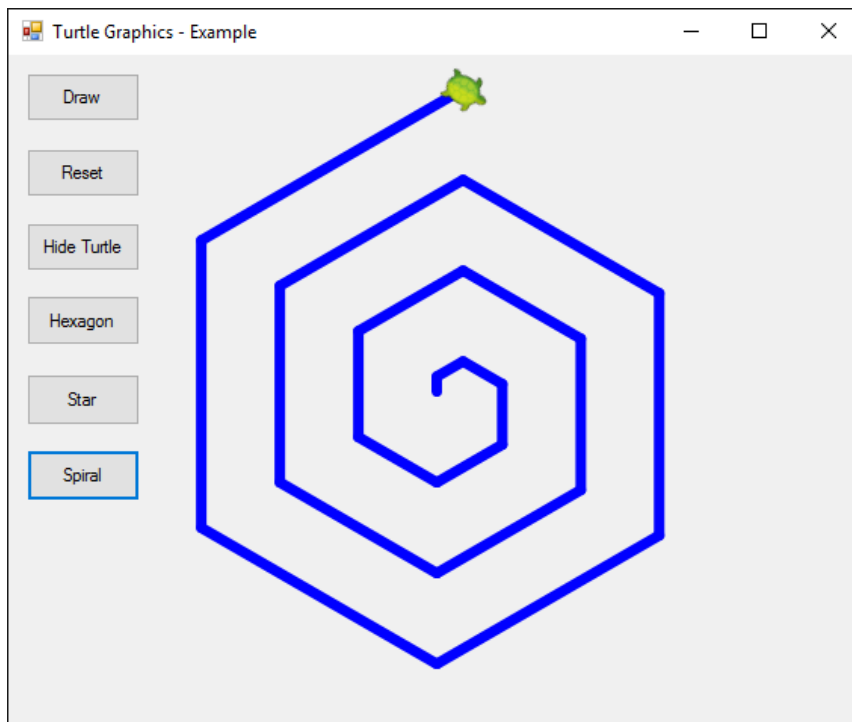 Turtle Graphics - Example
Draw
Reset
Hide Turtle
Hexagon
Star
Spiral